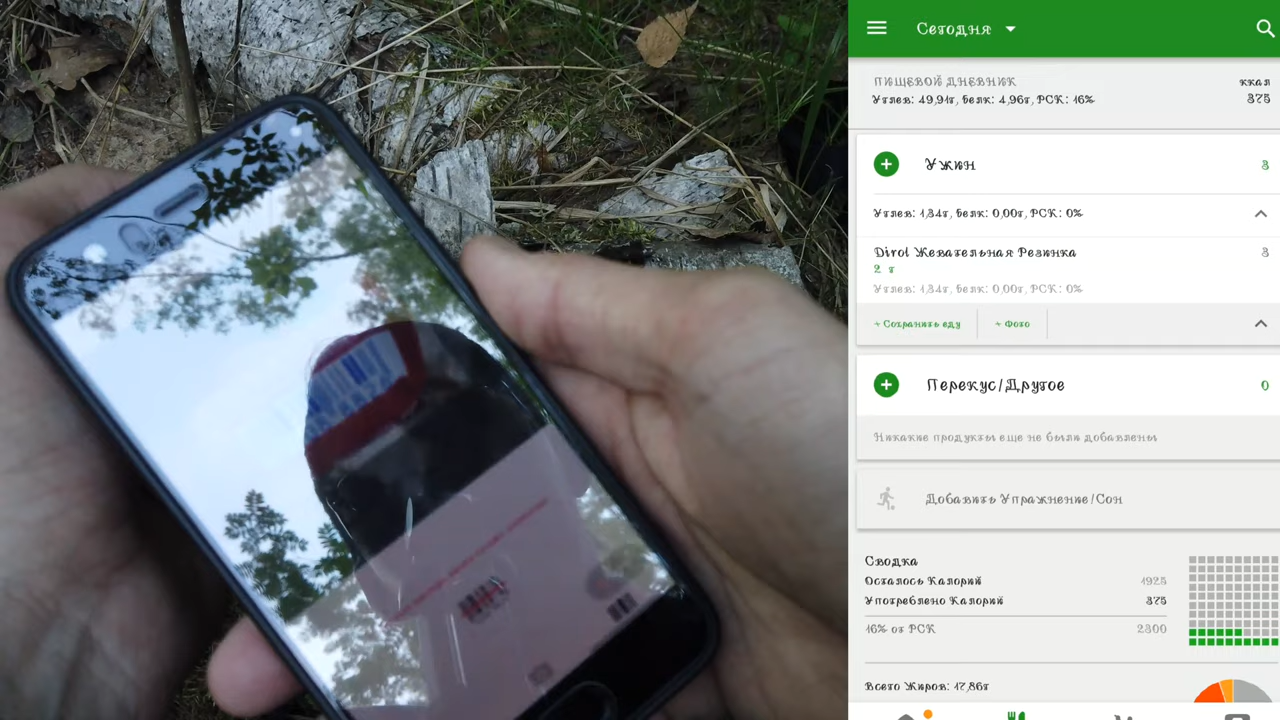 Сегодня
ПИЩЕВОЙ ДНЕВНИК
ккал
Углев: 49,91г, белк: 4,96г, РСК: 16%
375
Ужин
3
Углев: 1,34г, белк: 0,00г, РСК: 0%
Dirol Жевательная Резинка
3
2 г
Углев: 1,34г, белк: 0,00г, РСК: 0%
+ Сохранить еду
+ Фото
Перекус/Другое
0
Никакие продукты еще не были добавлены
Добавить Упражнение/Сон
Сводка
Осталось Калорий
1925
Употреблено Калорий
375
16% от РСК
2300
Всего Жиров: 17,86г